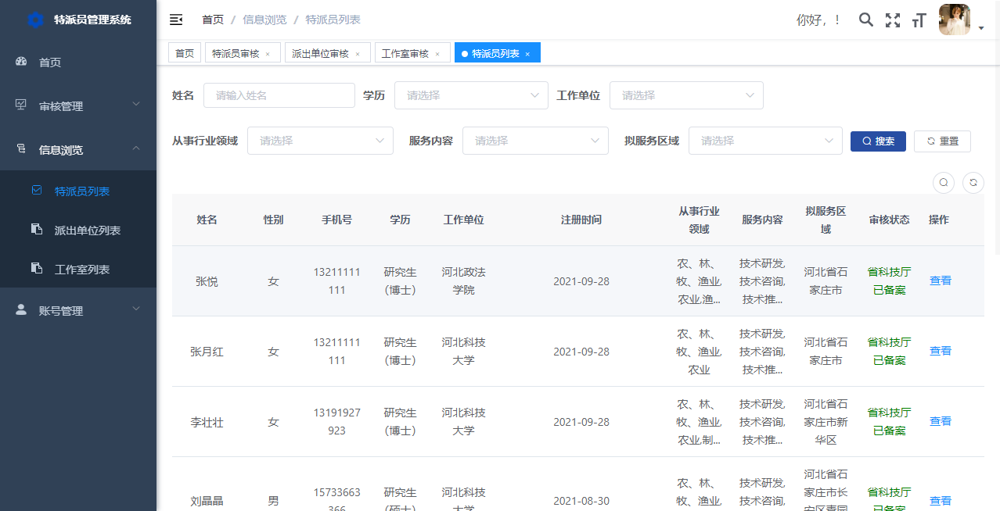 特派员管理系统
首页 / 信息浏览 / 特派员列表
你好，！
首页
审核管理
信息浏览
特派员列表
派出单位列表
工作室列表
账号管理
首页 特派员审核 × 派出单位审核 × 工作室审核 × 特派员列表 ×
姓名 请输入姓名 学历 请选择 工作单位 请选择
从事行业领域 请选择 服务内容 请选择 拟服务区域 请选择 搜索 重置
姓名 性别 手机号 学历 工作单位 注册时间 从事行业领域 服务内容 拟服务区域 审核状态 操作
张悦 女 13211111111 研究生(博士) 河北政法学院 2021-09-28 农、林、牧、渔业,农业,渔... 技术研发,技术咨询,技术推... 河北省石家庄市 省科技厅已备案 查看
张月红 女 13211111111 研究生(博士) 河北科技大学 2021-09-28 农、林、牧、渔业,农业 技术研发,技术咨询,技术推... 河北省石家庄市 省科技厅已备案 查看
李壮壮 女 13191927923 研究生(博士) 河北科技大学 2021-09-28 农、林、牧、渔业,农业,制... 技术研发,技术咨询,技术推... 河北省石家庄市新华区 省科技厅已备案 查看
刘晶晶 男 15733663366 研究生(硕士) 河北科技大学 2021-08-30 农、林、牧、渔业, 技术研发,技术咨询, 河北省石家庄市长安区青园 省科技厅已备案 查看